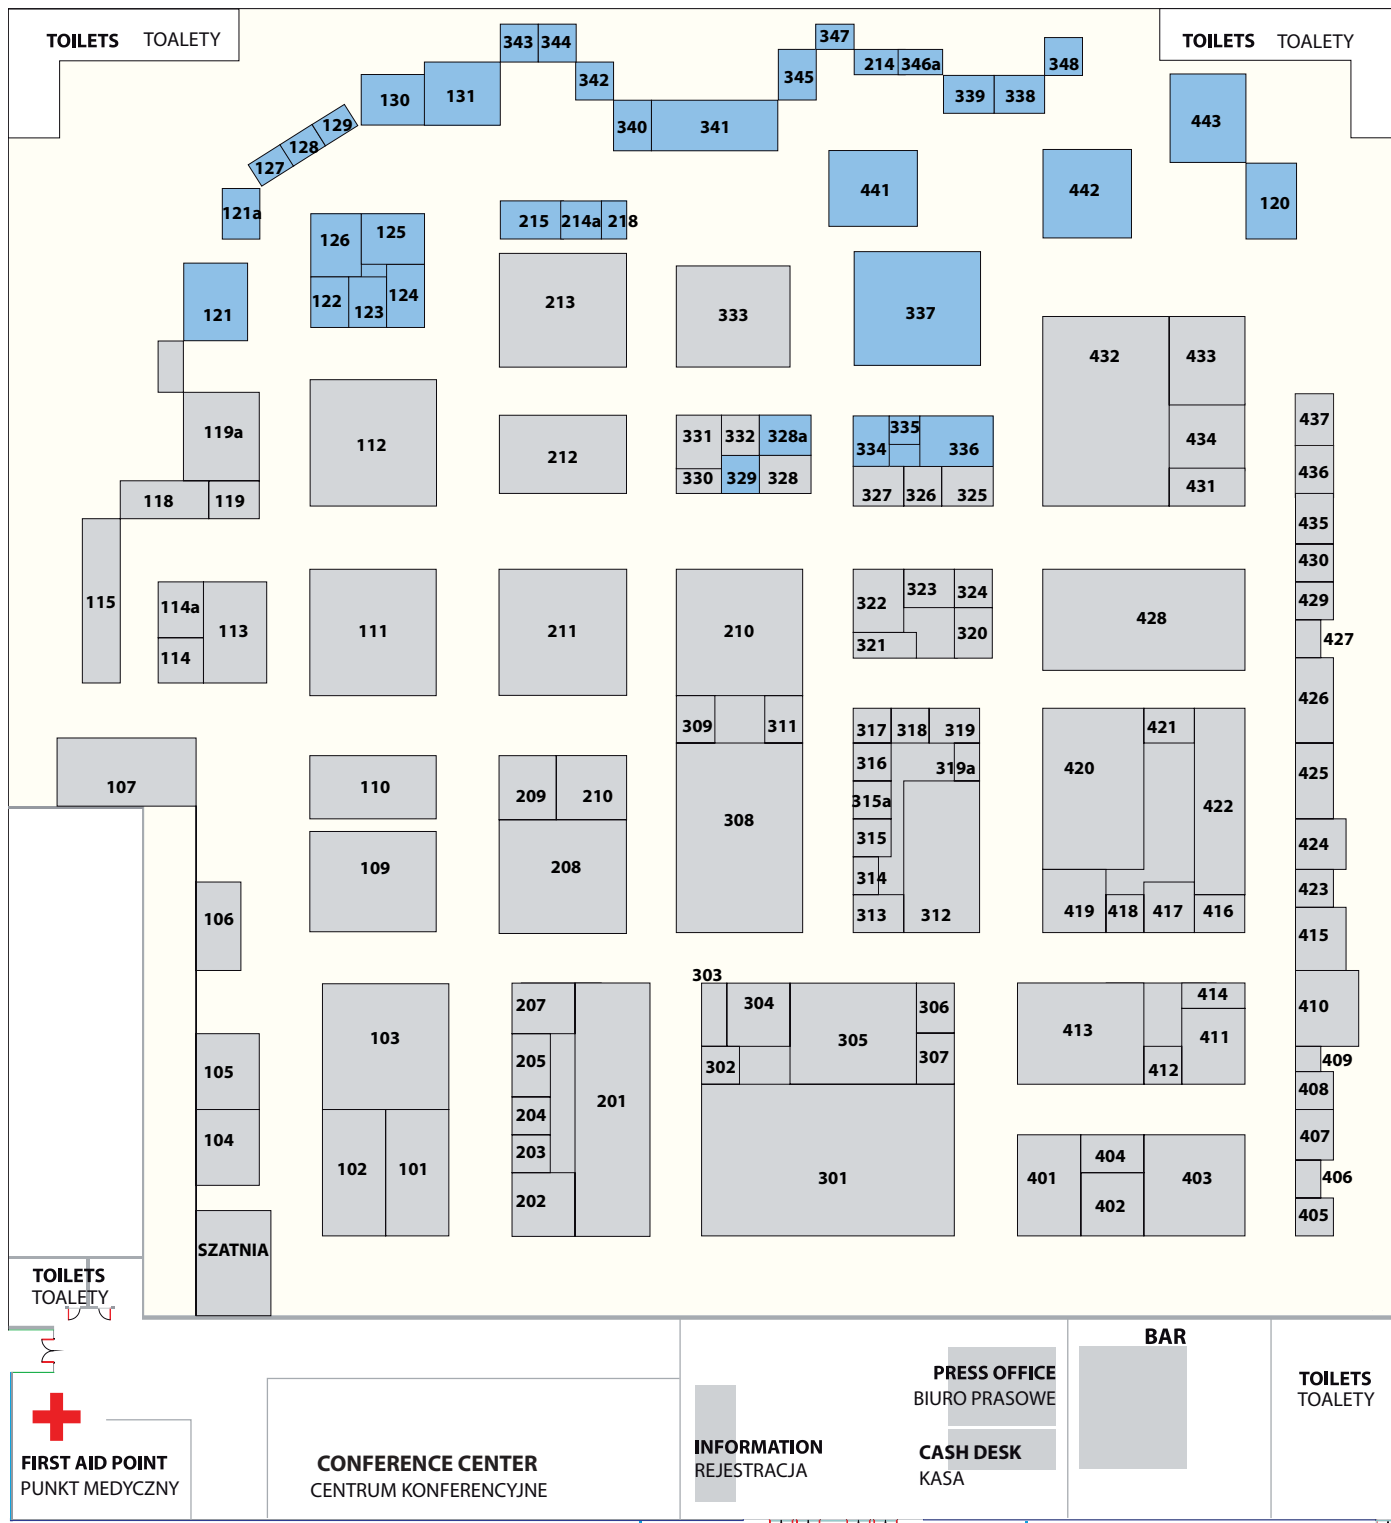 TOILETS TOALETY
TOILETS TOALETY
343 344
347
342
345
214 346a
348
130 131
339 338
129
128
127
340 341
443
121a
441
442
120
126 125
215 214a 218
122 123 124
121
213
333
337
432 433
119a
112
212
331 332 328a
330 329 328
334 335 336
327 326 325
434
431
437
436
435
430
429
427
426
425
424
423
415
410
409
408
407
406
405
118 119
115
114a 113
114
111
211
210
322 323 324
321 320
428
309 311
317 318 319
316 319a
315a
315
314
313 312
420 421
422
419 418 417 416
107
110
209 210
308
109
208
106
303
304
305
306
307
302
301
103
207
205
204
203
202
201
105
104
102 101
413
414
411
412
401 404 403
402
SZATNIA
TOILETS
TOALETY
FIRST AID POINT
PUNKT MEDYCZNY
CONFERENCE CENTER
CENTRUM KONFERENCYJNE
INFORMATION
REJESTRACJA
PRESS OFFICE
BIURO PRASOWE
CASH DESK
KASA
BAR
TOILETS
TOALETY